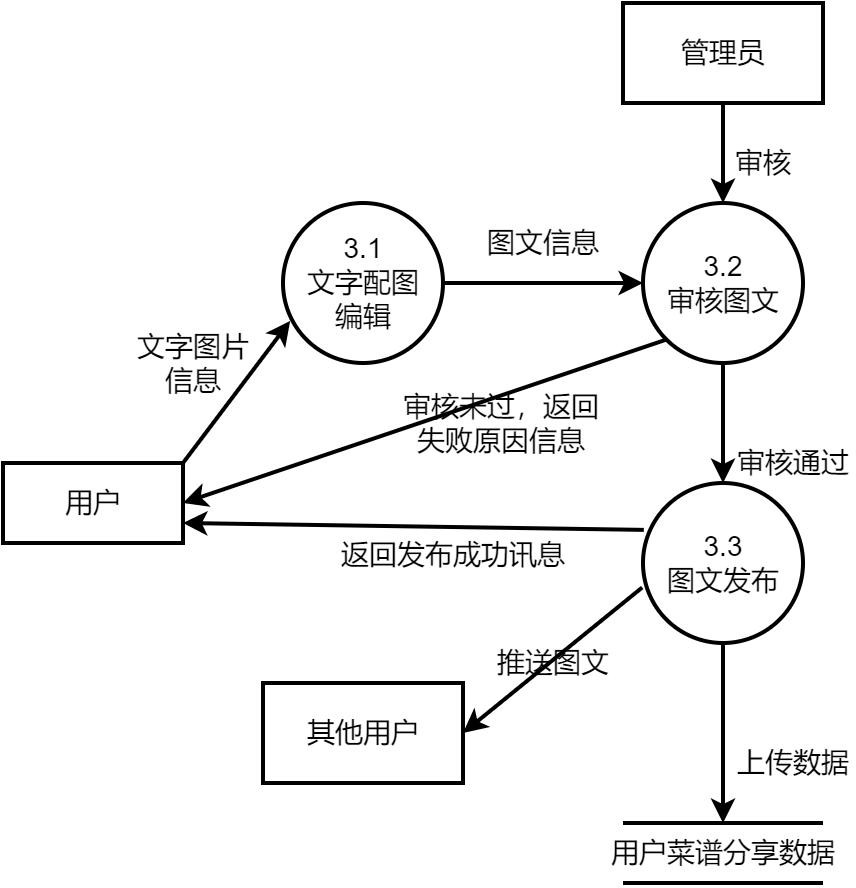 管理员
审核
3.1
文字配图
编辑
图文信息
3.2
审核图文
文字图片
信息
审核未过，返回
失败原因信息
审核通过
用户
返回发布成功讯息
3.3
图文发布
推送图文
其他用户
上传数据
用户菜谱分享数据